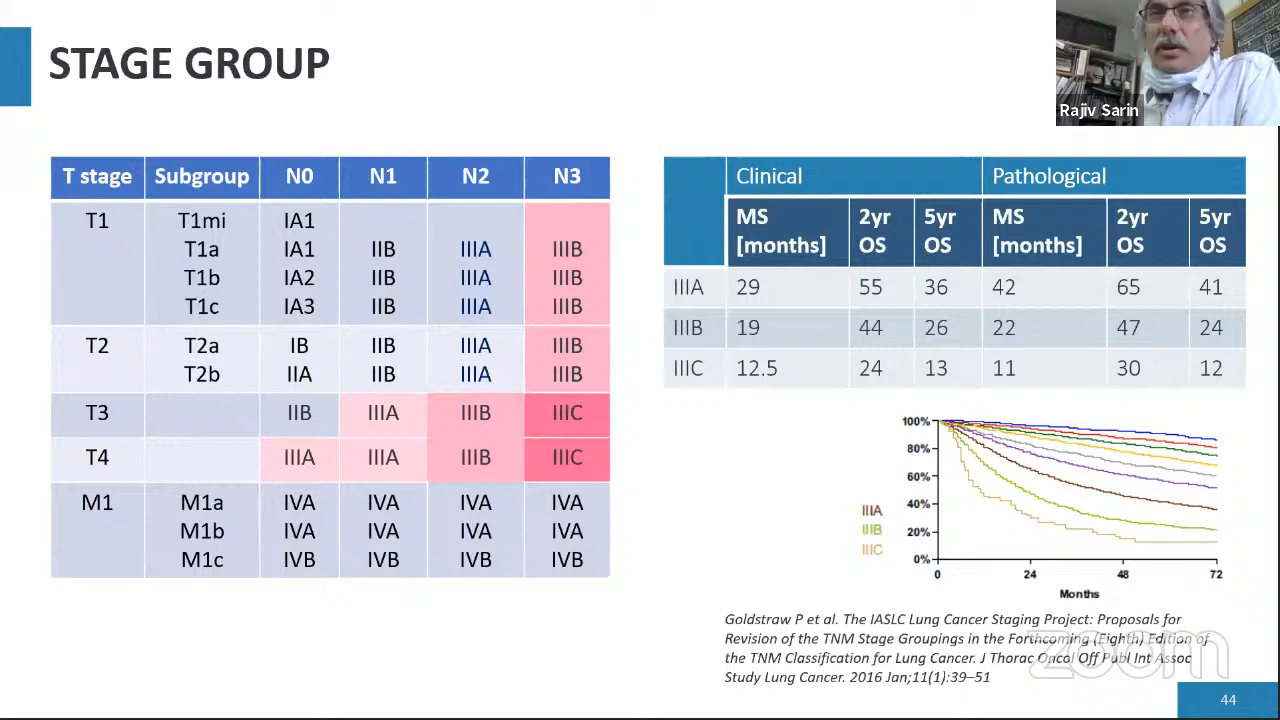 STAGE GROUP
Rajiv Sarin
T stage Subgroup N0 N1 N2 N3
T1 T1mi IA1
T1a IA1 IIB IIIA IIIB
T1b IA2 IIB IIIA IIIB
T1c IA3 IIB IIIA IIIB
T2 T2a IB IIB IIIA IIIB
T2b IIA IIB IIIA IIIB
T3 IIB IIIA IIIB IIIC
T4 IIIA IIIA IIIB IIIC
M1 M1a IVA IVA IVA IVA
M1b IVA IVA IVA IVA
M1c IVB IVB IVB IVB
Clinical Pathological
MS 2yr 5yr MS 2yr 5yr
[months] OS OS [months] OS OS
IIIA 29 55 36 42 65 41
IIIB 19 44 26 22 47 24
IIIC 12.5 24 13 11 30 12
100%
80%
60%
40%
20%
0%
IIIA
IIIB
IIIC
0 24 48 72
Months
Goldstraw P et al. The IASLC Lung Cancer Staging Project: Proposals for
Revision of the TNM Stage Groupings in the Forthcoming (Eighth) Edition of
the TNM Classification for Lung Cancer. J Thorac Oncol Off Publ Int Assoc
Study Lung Cancer. 2016 Jan;11(1):39–51
zoom
44